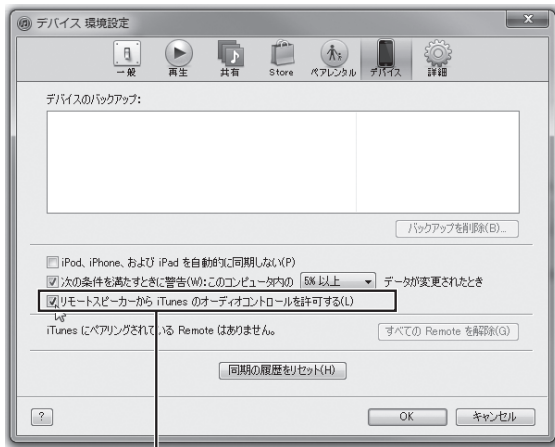 デバイス 環境設定
一般 再生 共有 Store ペアレンタル デバイス 詳細
デバイスのバックアップ:
バックアップを削除(B)...
iPod、iPhone、および iPad を自動的に同期しない(P)
次の条件を満たすときに警告(W):このコンピュータ内の 5% 以上 データが変更されたとき
リモートスピーカーから iTunes のオーディオコントロールを許可する(L)
iTunes にペアリングされている Remote はありません。 すべての Remote を解除(G)
同期の履歴をリセット(H)
? OK キャンセル